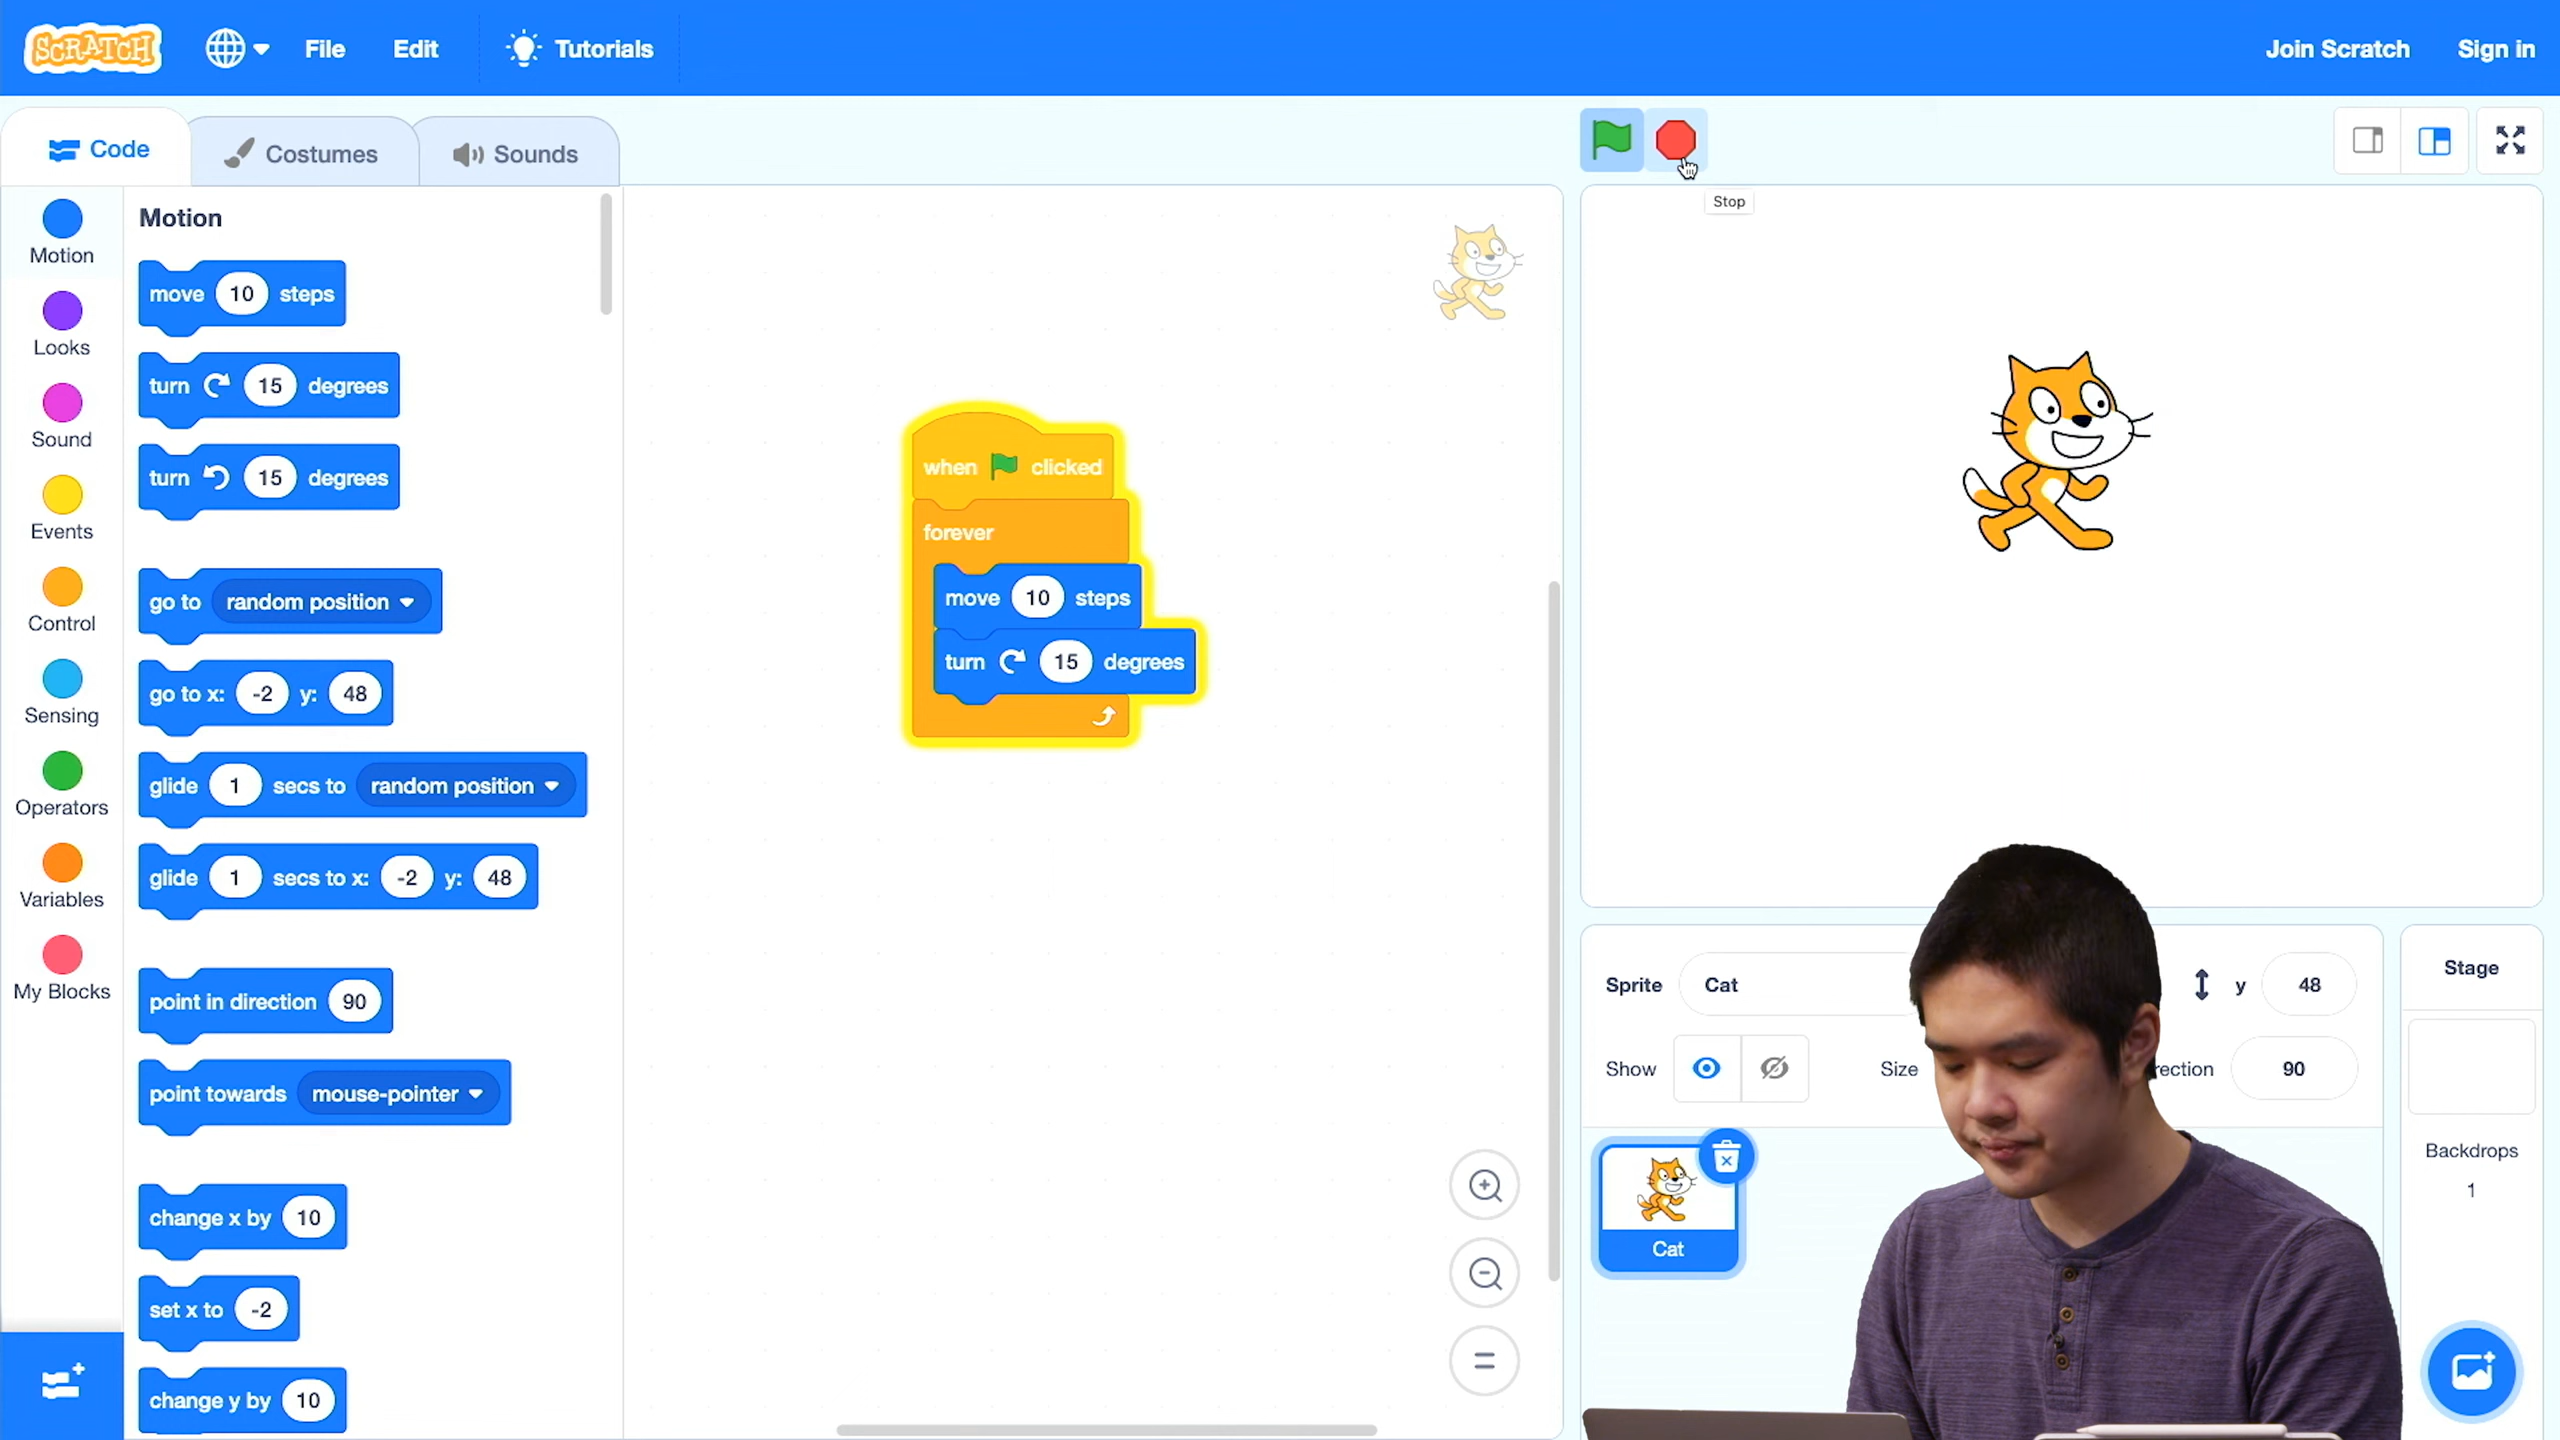 SCRATCH File Edit Tutorials Join Scratch Sign in
Code Costumes Sounds
Stop
Motion
Looks
Sound
Events
Control
Sensing
Operators
Variables
My Blocks
Motion
move 10 steps
turn 15 degrees
turn 15 degrees
go to random position
go to x: -2 y: 48
glide 1 secs to random position
glide 1 secs to x: -2 y: 48
point in direction 90
point towards mouse-pointer
change x by 10
set x to -2
change y by 10
when clicked
forever
move 10 steps
turn 15 degrees
Sprite Cat y 48
Show Size rection 90
Cat
Stage
Backdrops
1